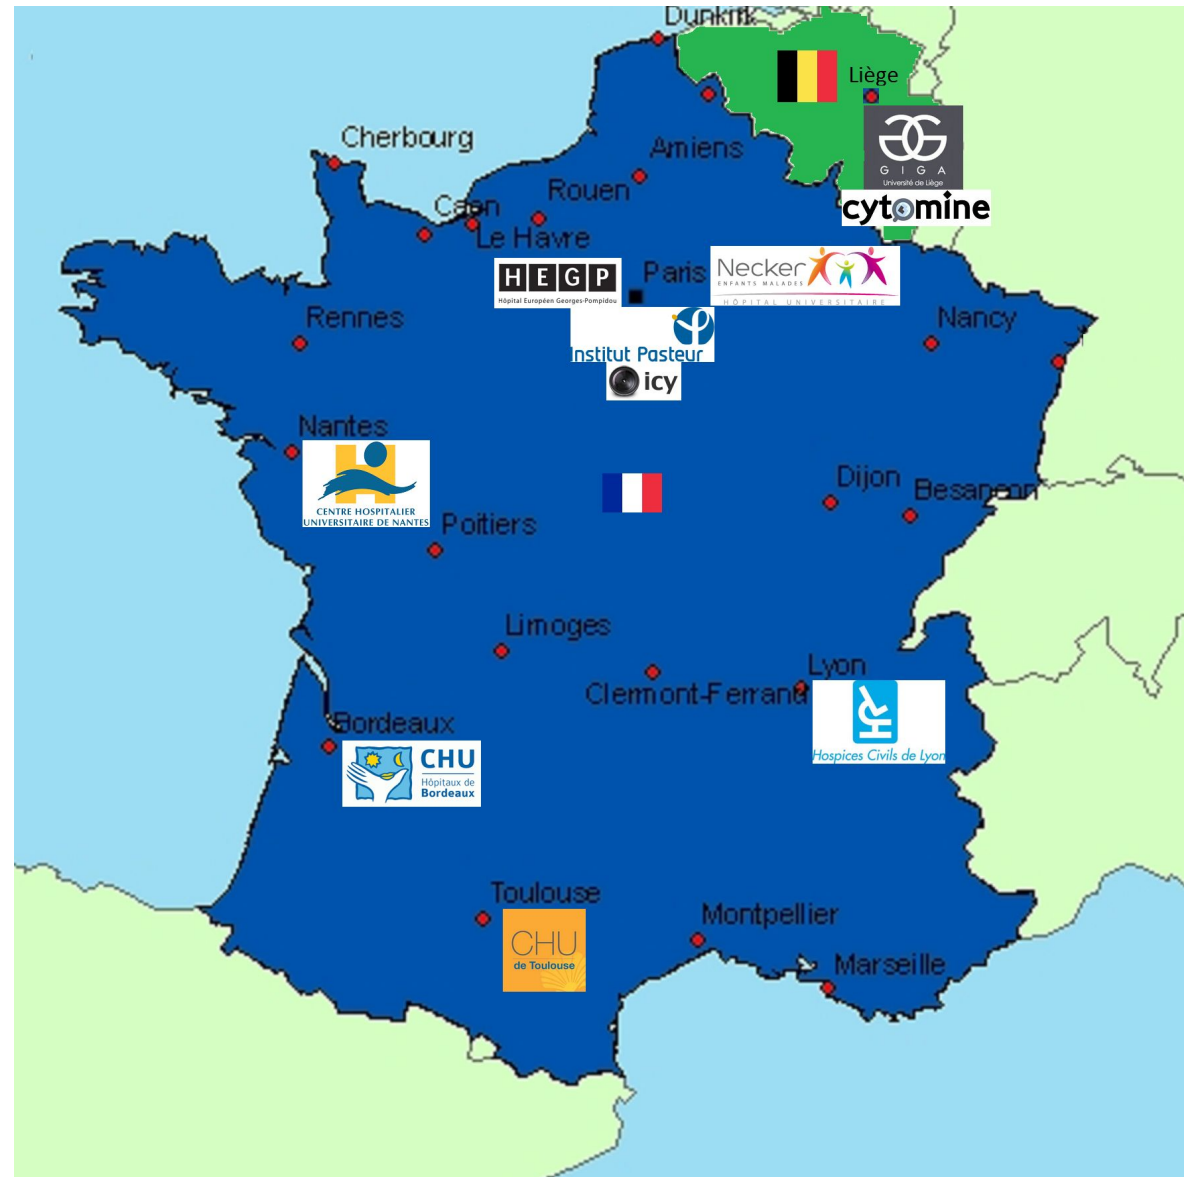 Dunkirk
Liège
Cherbourg
Amiens
GIGA
Université de Liège
Rouen
cytomine
Caen
Le Havre
HEGP
Hôpital Européen Georges-Pompidou
Paris
Necker
ENFANTS MALADES
HÔPITAL UNIVERSITAIRE
Rennes
Institut Pasteur
Nancy
icy
Nantes
CENTRE HOSPITALIER
UNIVERSITAIRE DE NANTES
Dijon
Besançon
Poitiers
Limoges
Lyon
Clermont-Ferrand
Hospices Civils de Lyon
Bordeaux
CHU
Hôpitaux de
Bordeaux
Toulouse
CHU
de Toulouse
Montpellier
Marseille